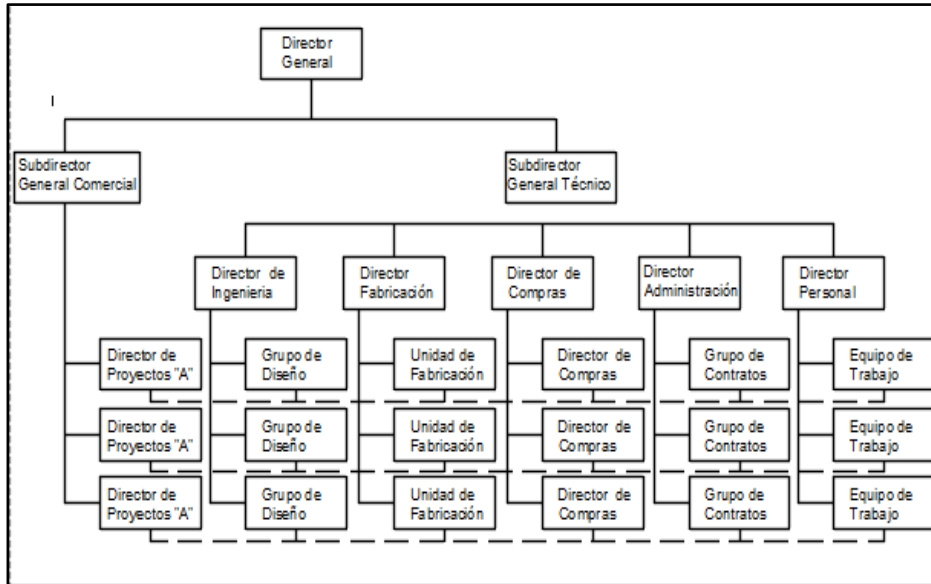 Director
General
Subdirector
General Comercial
Subdirector
General Técnico
Director de
Ingenieria
Director
Fabricación
Director de
Compras
Director
Administración
Director
Personal
Director de
Proyectos "A"
Grupo de
Diseño
Unidad de
Fabricación
Director de
Compras
Grupo de
Contratos
Equipo de
Trabajo
Director de
Proyectos "A"
Grupo de
Diseño
Unidad de
Fabricación
Director de
Compras
Grupo de
Contratos
Equipo de
Trabajo
Director de
Proyectos "A"
Grupo de
Diseño
Unidad de
Fabricación
Director de
Compras
Grupo de
Contratos
Equipo de
Trabajo